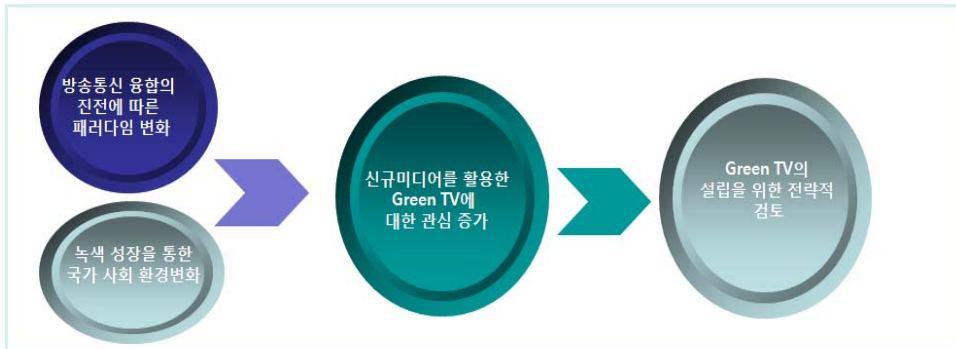 방송통신 융합의
진전에 따른
패러다임 변화
녹색 성장을 통한
국가 사회 환경변화
신규미디어를 활용한
Green TV에
대한 관심 증가
Green TV의
설립을 위한 전략적
검토